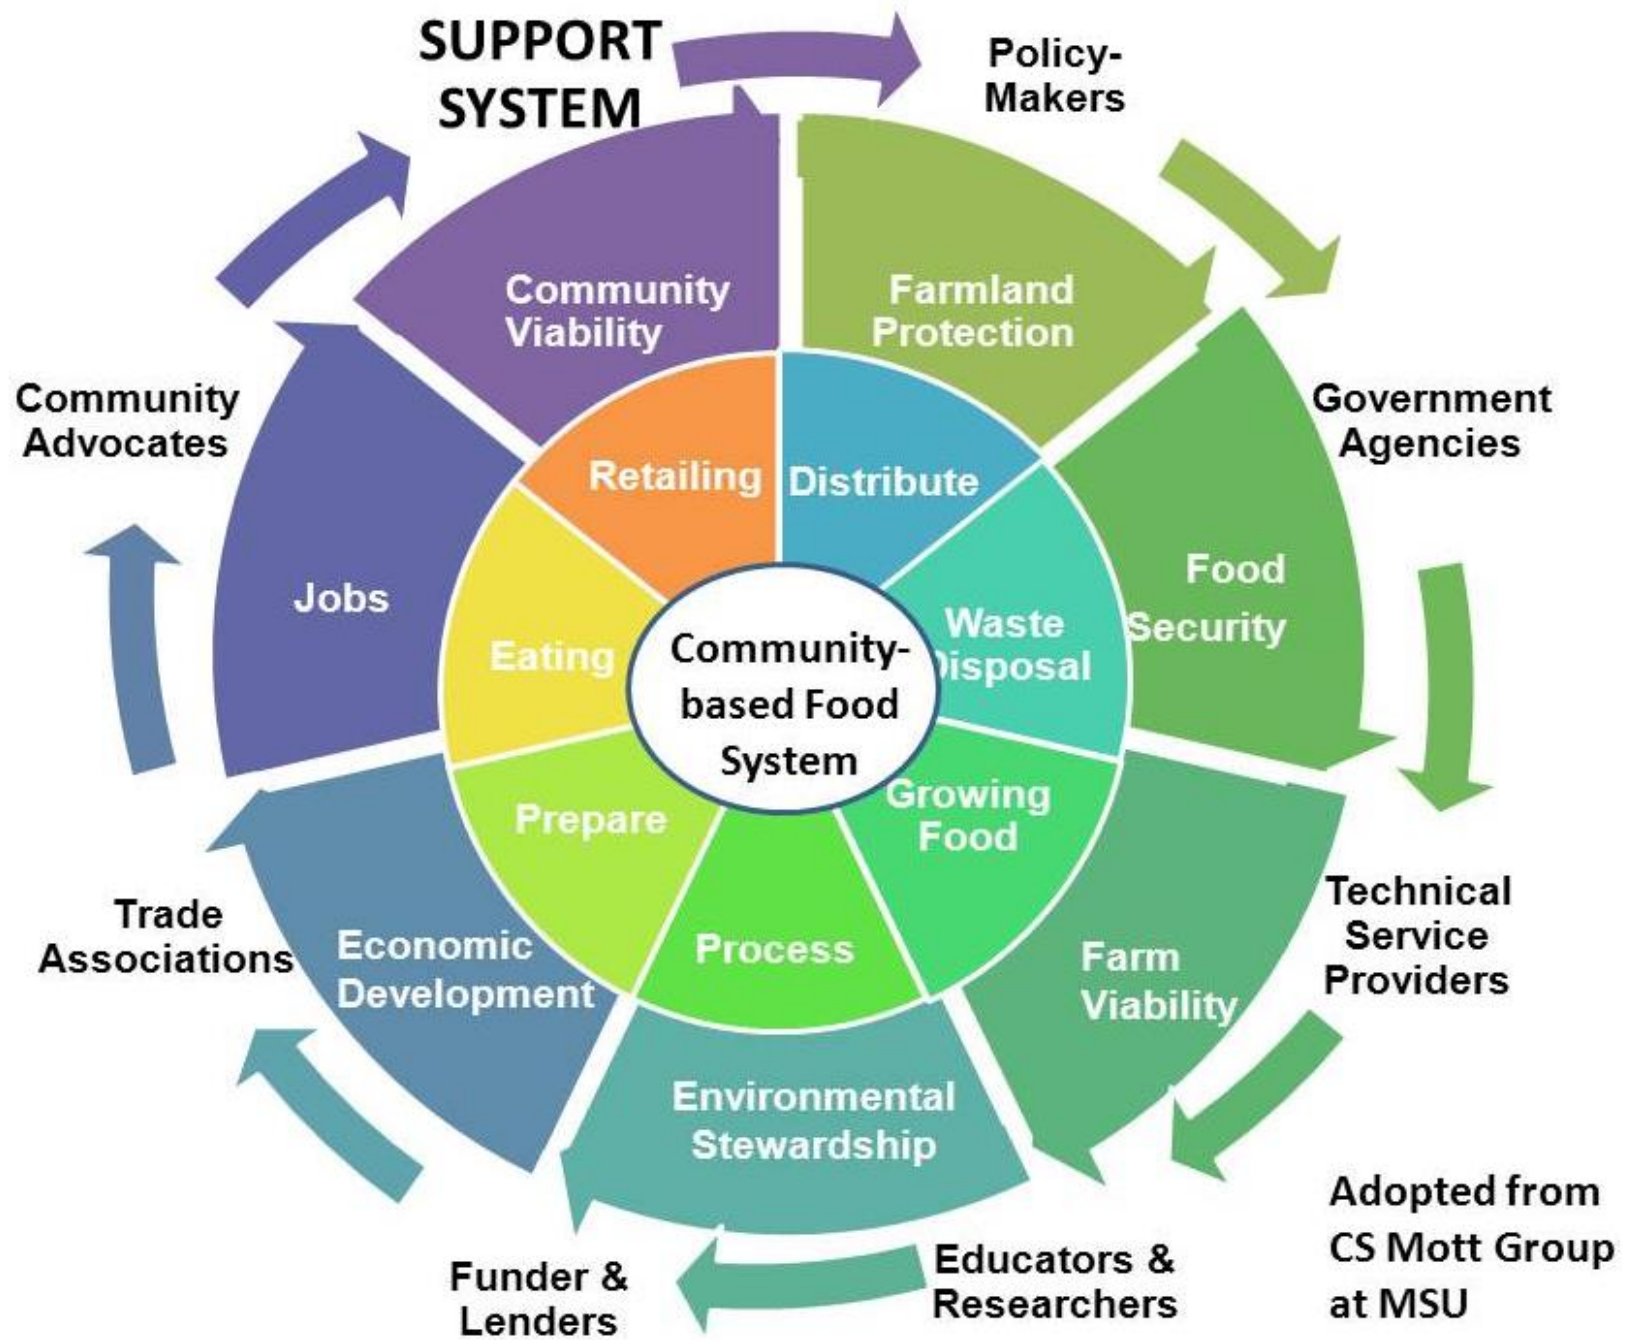 SUPPORT
SYSTEM
Policy-
Makers
Government
Agencies
Technical
Service
Providers
Educators &
Researchers
Funder &
Lenders
Trade
Associations
Community
Advocates
Community
Viability
Farmland
Protection
Food
Security
Farm
Viability
Environmental
Stewardship
Economic
Development
Jobs
Retailing
Distribute
Waste
Disposal
Growing
Food
Process
Prepare
Eating
Community-
based Food
System
Adopted from
CS Mott Group
at MSU